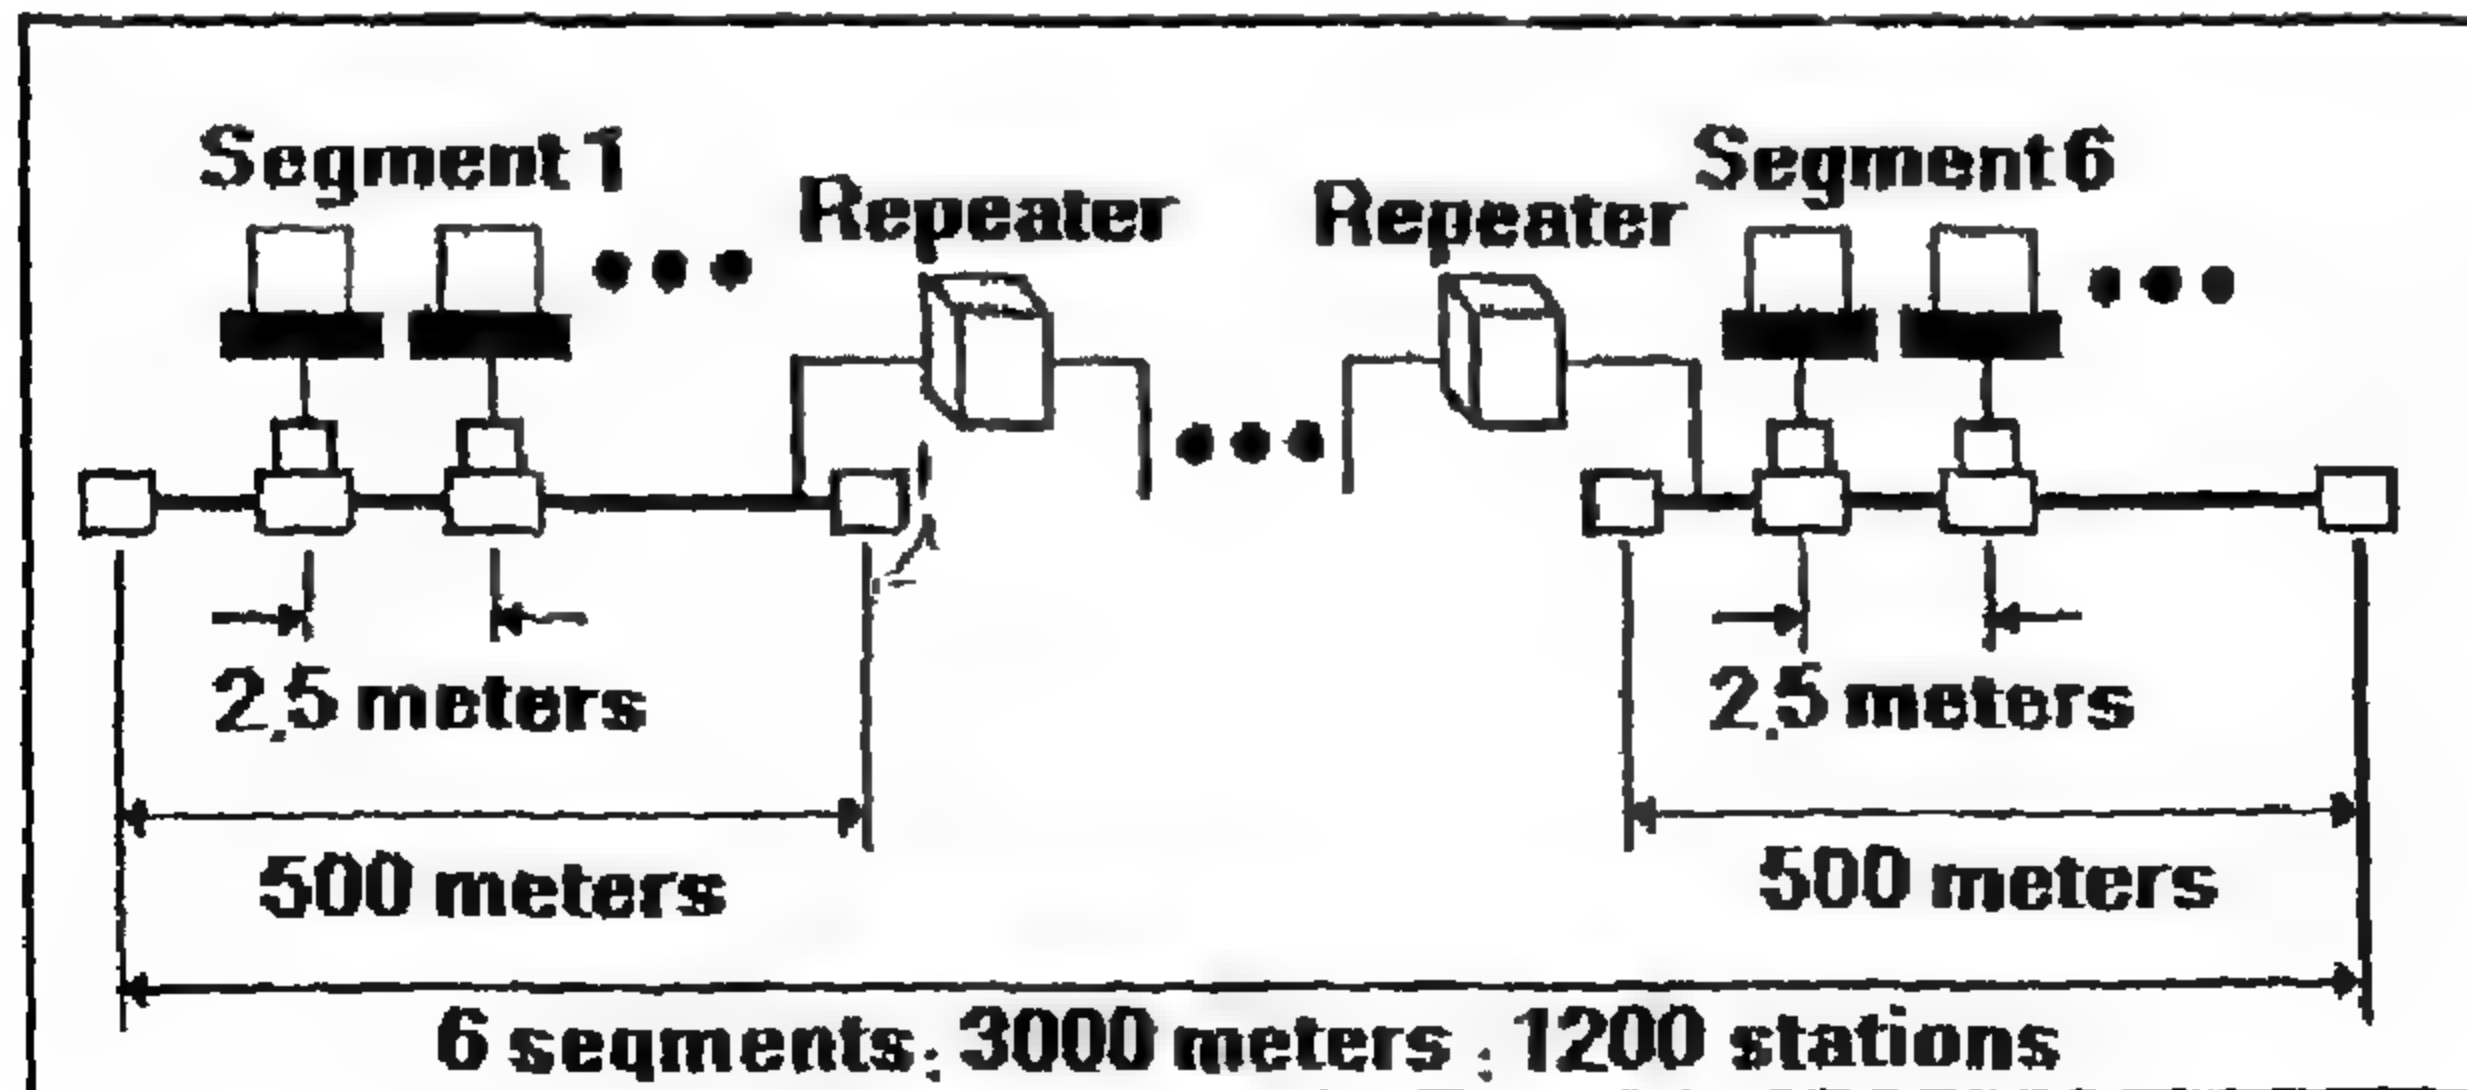 Segment 1
Repeater
Repeater
Segment 6
2.5 meters
2.5 meters
500 meters
500 meters
6 segments; 3000 meters ; 1200 stations